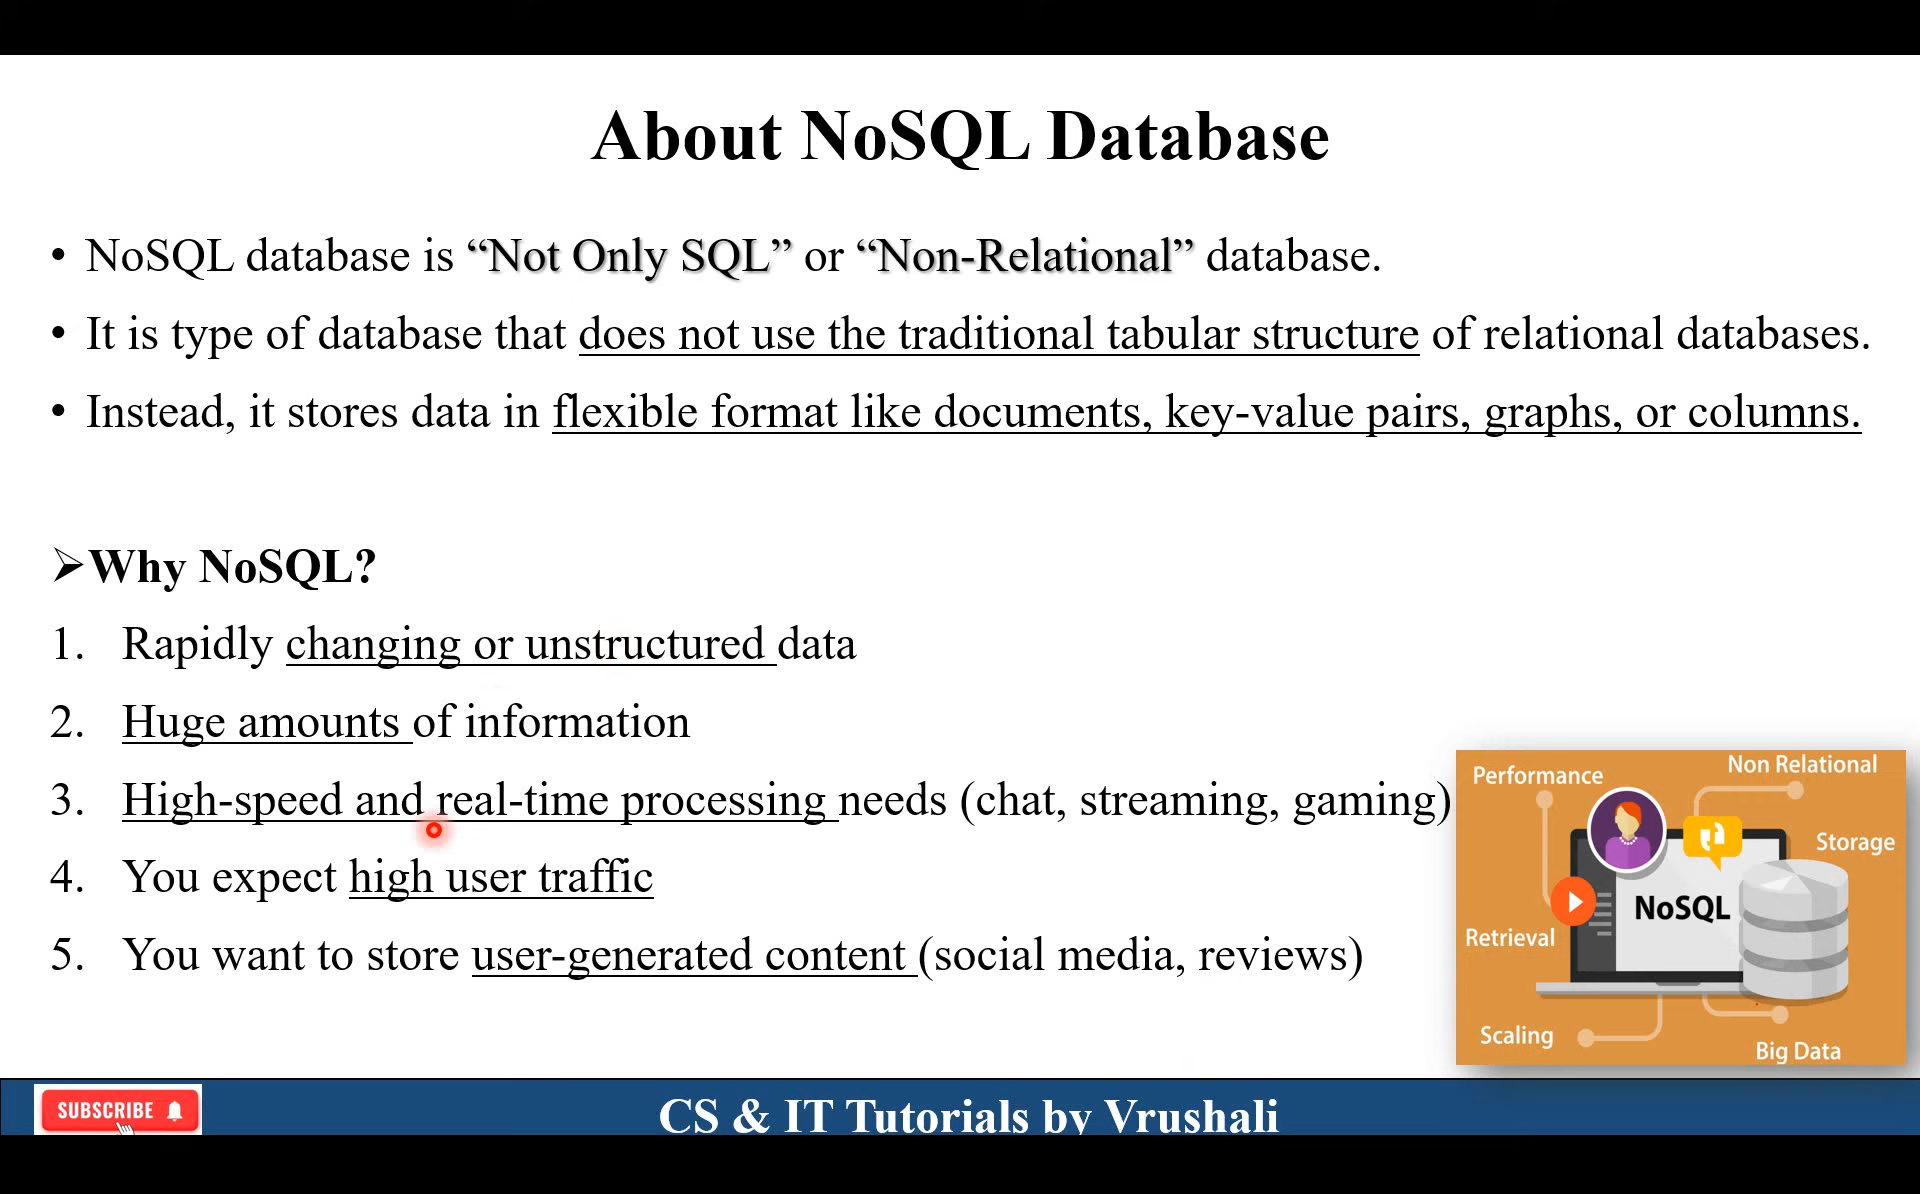 About NoSQL Database
• NoSQL database is “Not Only SQL” or “Non-Relational” database.
• It is type of database that does not use the traditional tabular structure of relational databases.
• Instead, it stores data in flexible format like documents, key-value pairs, graphs, or columns.
➢Why NoSQL?
1. Rapidly changing or unstructured data
2. Huge amounts of information
3. High-speed and real-time processing needs (chat, streaming, gaming)
4. You expect high user traffic
5. You want to store user-generated content (social media, reviews)
Performance
Non Relational
Storage
NoSQL
Retrieval
Scaling
Big Data
SUBSCRIBE
CS & IT Tutorials by Vrushali